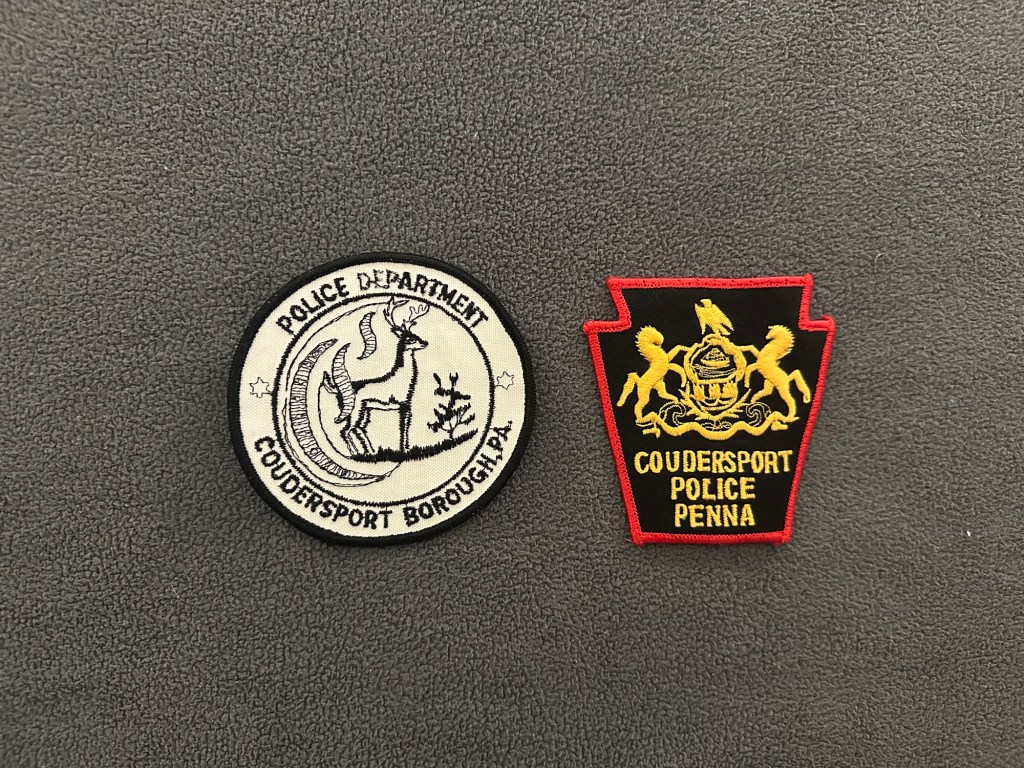 POLICE DEPARTMENT
COUDERSPORT BOROUGH, PA.
COUDERSPORT
POLICE
PENNA